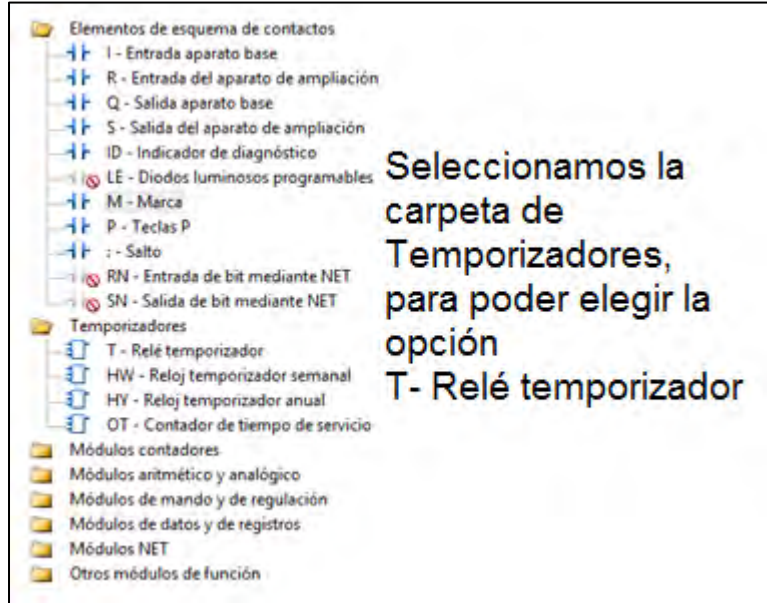 Elementos de esquema de contactos
I - Entrada aparato base
R - Entrada del aparato de ampliación
Q - Salida aparato base
S - Salida del aparato de ampliación
ID - Indicador de diagnóstico
LE - Diodos luminosos programables
M - Marca
P - Teclas P
: - Salto
RN - Entrada de bit mediante NET
SN - Salida de bit mediante NET
Temporizadores
T - Relé temporizador
HW - Reloj temporizador semanal
HY - Reloj temporizador anual
OT - Contador de tiempo de servicio
Módulos contadores
Módulos aritmético y analógico
Módulos de mando y de regulación
Módulos de datos y de registros
Módulos NET
Otros módulos de función
Seleccionamos la
carpeta de
Temporizadores,
para poder elegir la
opción
T- Relé temporizador